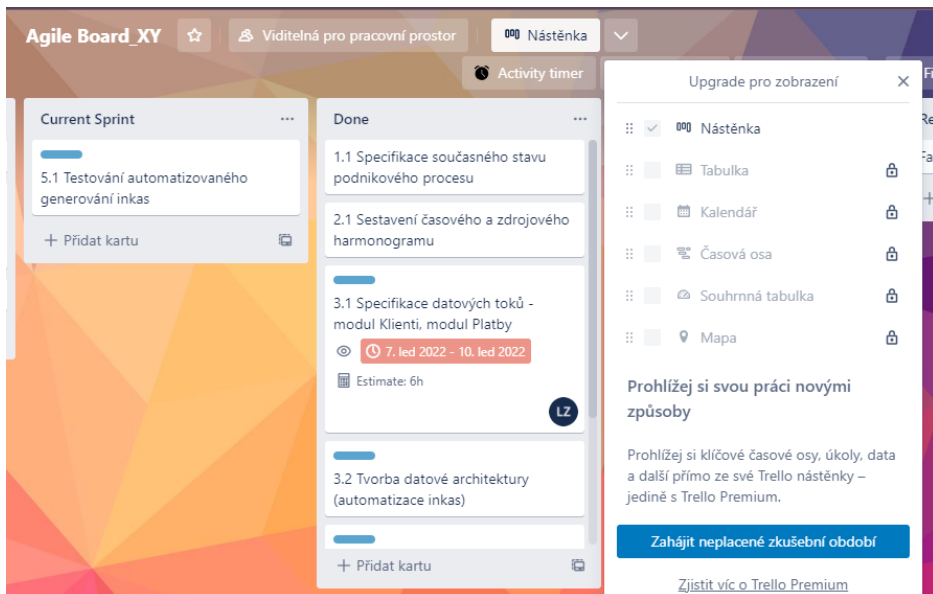 Agile Board_XY
Viditelná pro pracovní prostor
Nástěnka
Activity timer
Current Sprint
5.1 Testování automatizovaného
generování inkas
+ Přidat kartu
Done
1.1 Specifikace současného stavu
podnikového procesu
2.1 Sestavení časového a zdrojového
harmonogramu
3.1 Specifikace datových toků -
modul Klienti, modul Platby
7. led 2022 - 10. led 2022
Estimate: 6h
LZ
3.2 Tvorba datové architektury
(automatizace inkas)
+ Přidat kartu
Upgrade pro zobrazení
Nástěnka
Tabulka
Kalendář
Časová osa
Souhrnná tabulka
Mapa
Prohlížej si svou práci novými
způsoby
Prohlížej si klíčové časové osy, úkoly, data
a další přímo ze své Trello nástěnky –
jedině s Trello Premium.
Zahájit neplacené zkušební období
Zjistit víc o Trello Premium